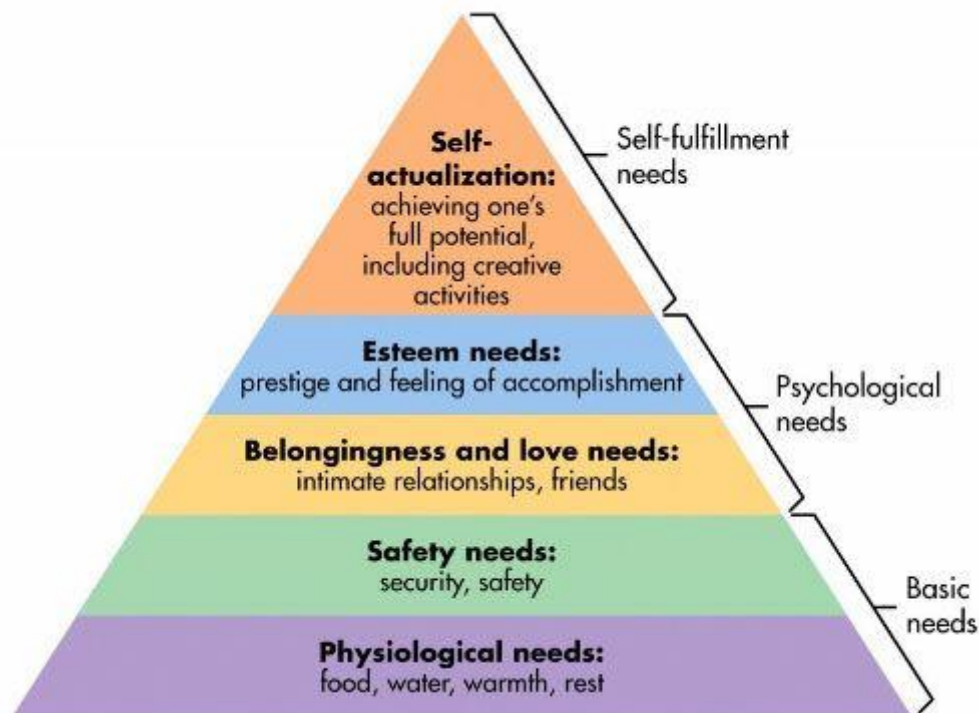 Self-
actualization:
achieving one's
full potential,
including creative
activities
Self-fulfillment
needs
Esteem needs:
prestige and feeling of accomplishment
Psychological
needs
Belongingness and love needs:
intimate relationships, friends
Safety needs:
security, safety
Basic
needs
Physiological needs:
food, water, warmth, rest